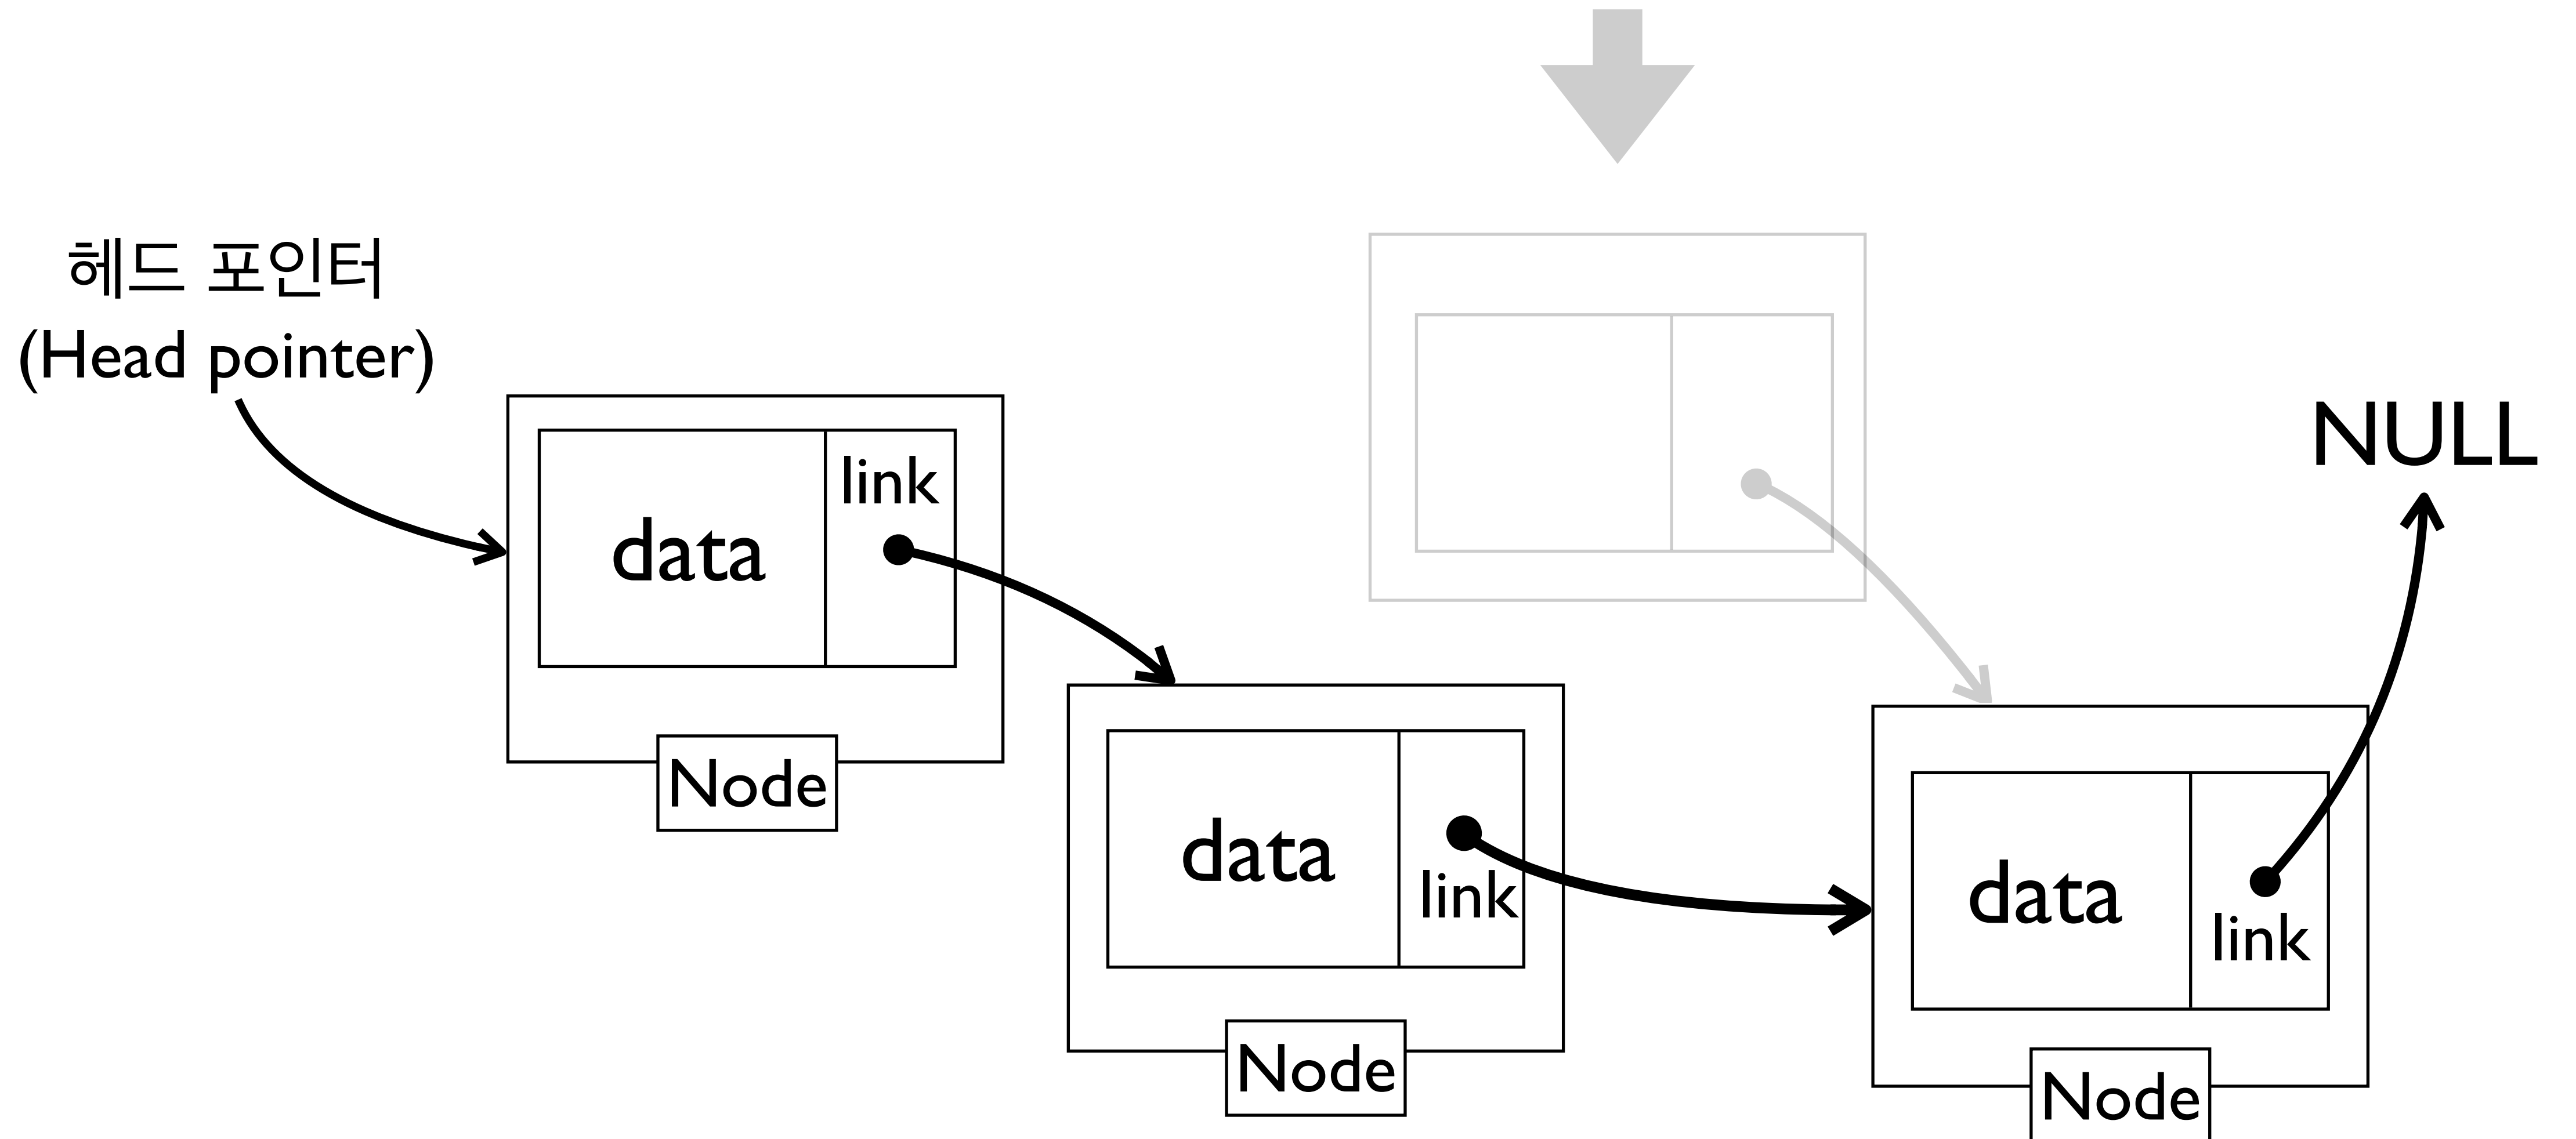 헤드 포인터
(Head pointer)
data
link
Node
data
link
Node
data
link
Node
NULL